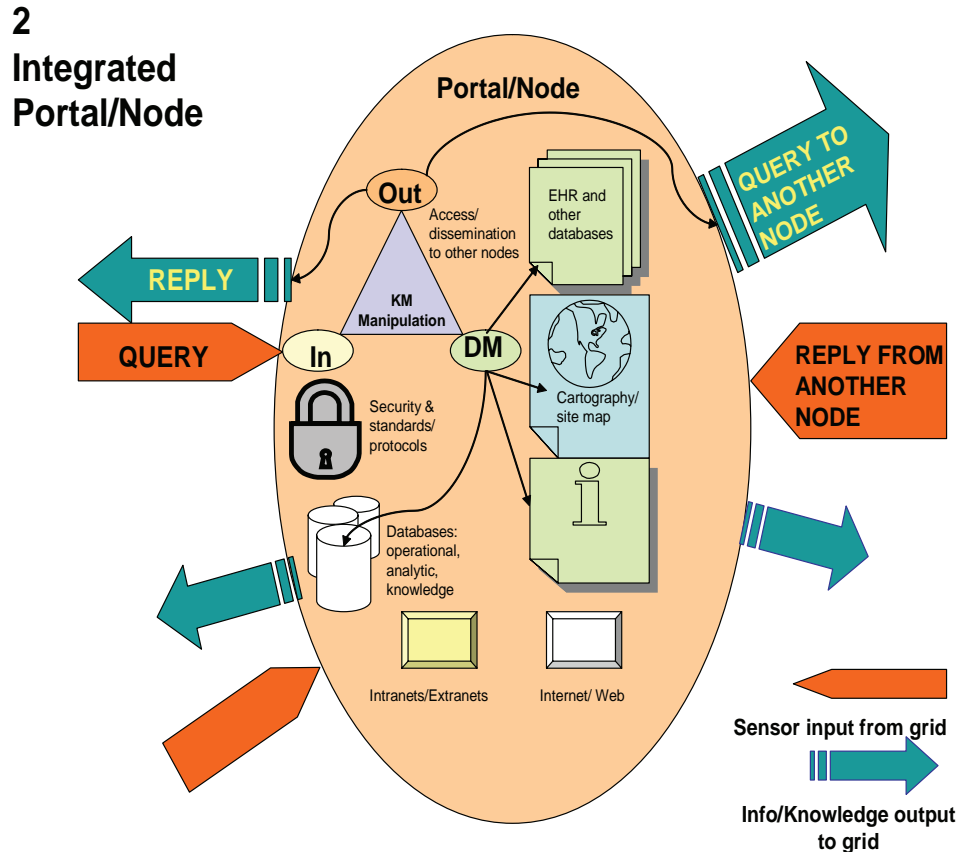 2
Integrated
Portal/Node
Portal/Node
QUERY TO
ANOTHER
NODE
Out
EHR and
other
databases
Access/
dissemination
to other nodes
REPLY
KM
Manipulation
QUERY
In
DM
REPLY FROM
ANOTHER
NODE
Cartography/
site map
Security &
standards/
protocols
i
Databases:
operational,
analytic,
knowledge
Intranets/Extranets
Internet/ Web
Sensor input from grid
Info/Knowledge output
to grid